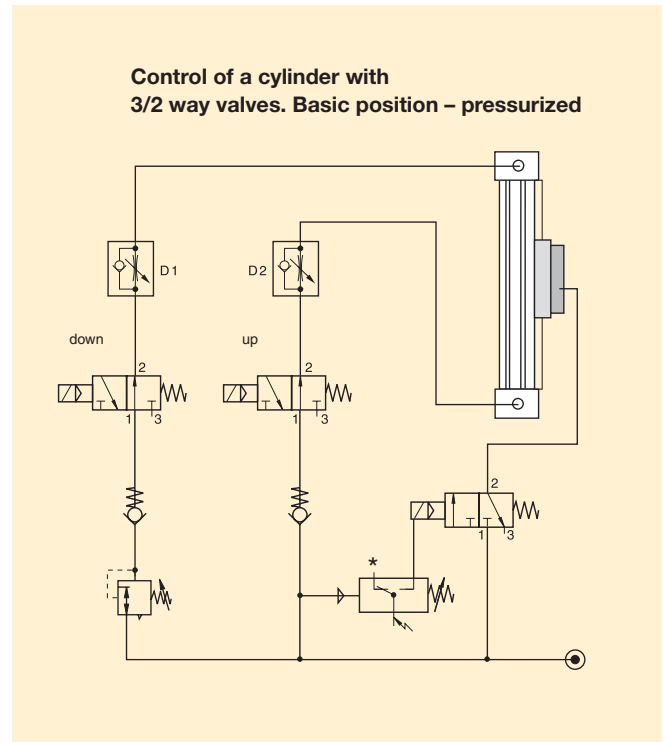 Control of a cylinder with
3/2 way valves. Basic position – pressurized
D1
D2
down
up
2
1
3
2
1
3
2
1
3
*